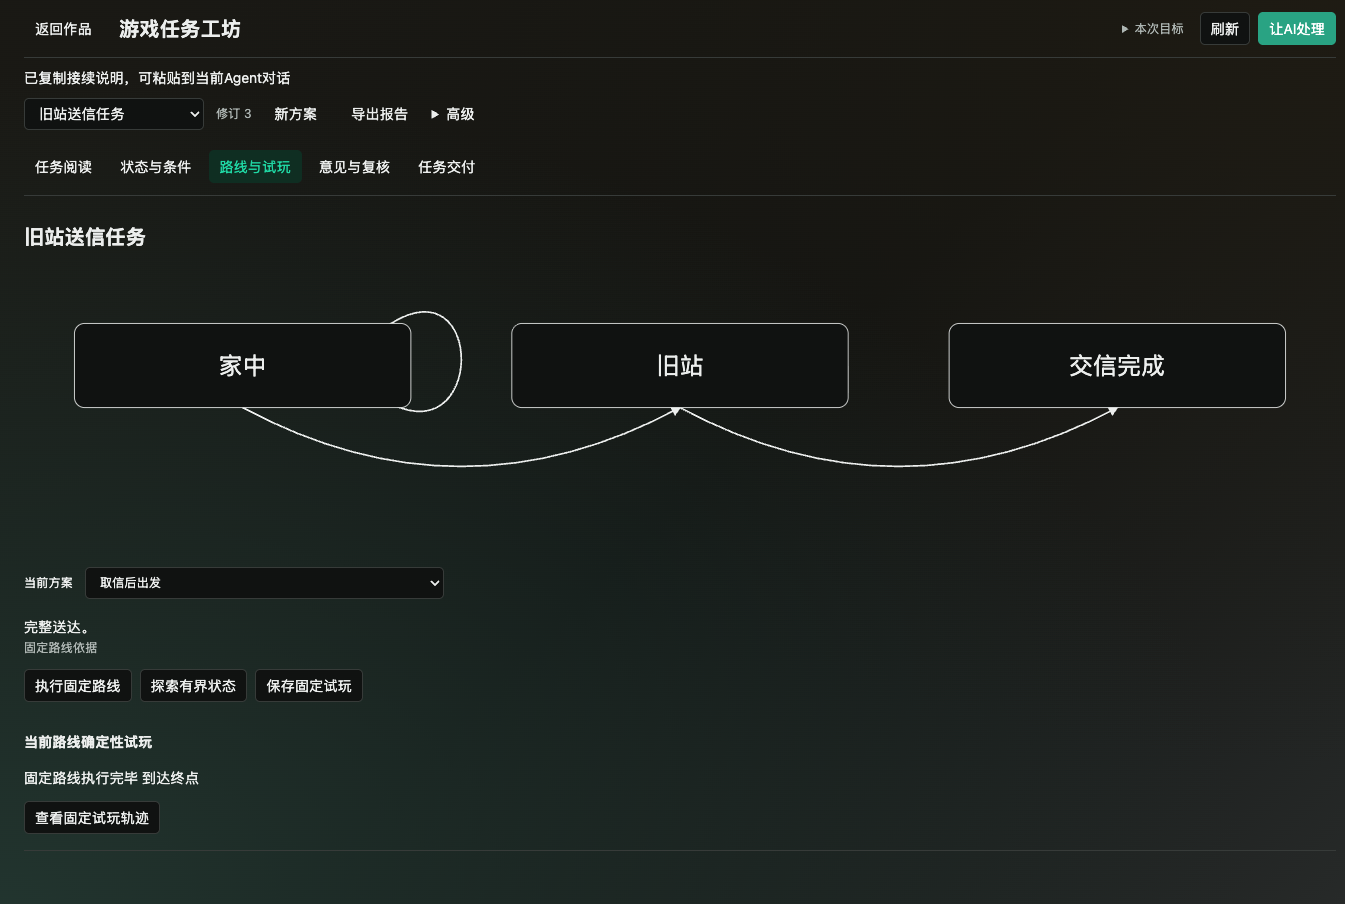 返回作品 游戏任务工坊 本次目标 刷新 让AI处理
已复制接续说明，可粘贴到当前Agent对话
旧站送信任务 修订 3 新方案 导出报告 高级
任务阅读 状态与条件 路线与试玩 意见与复核 任务交付
旧站送信任务
家中 旧站 交信完成
当前方案 取信后出发
完整送达。
固定路线依据
执行固定路线 探索有界状态 保存固定试玩
当前路线确定性试玩
固定路线执行完毕 到达终点
查看固定试玩轨迹